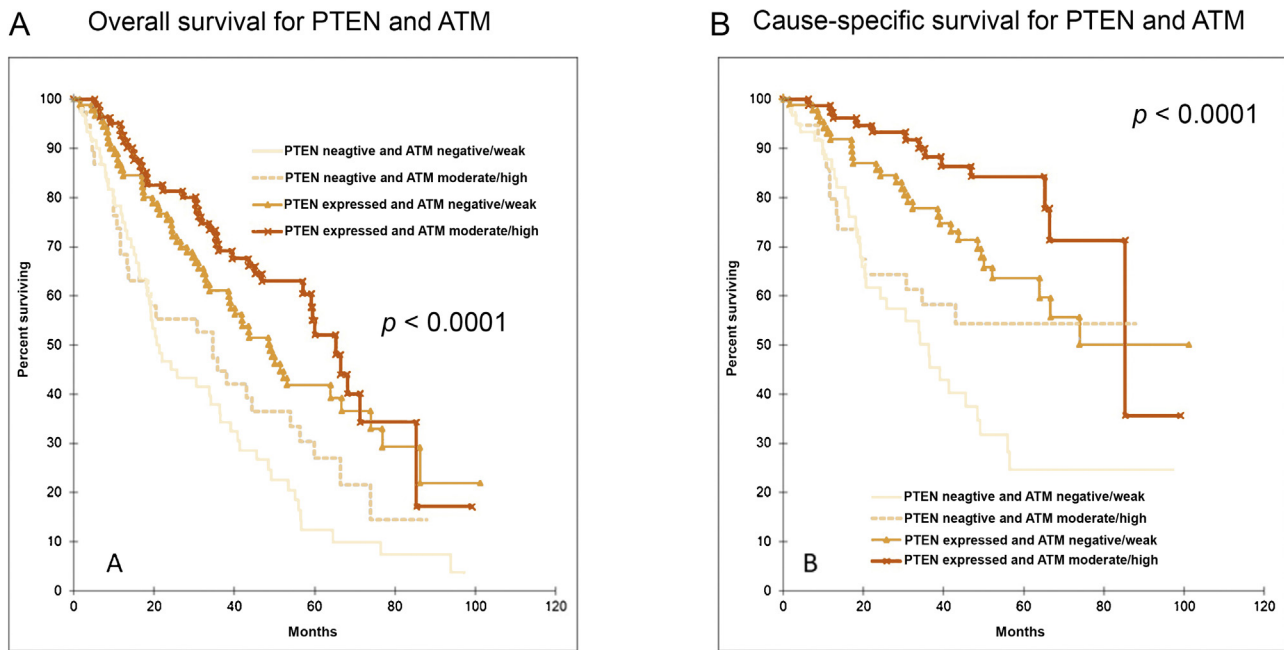 A Overall survival for PTEN and ATM
100
90
80
70
60
50
40
30
20
10
0
Percent surviving
PTEN neagtive and ATM negative/weak
PTEN neagtive and ATM moderate/high
PTEN expressed and ATM negative/weak
PTEN expressed and ATM moderate/high
p < 0.0001
A
0 20 40 60 80 100 120
Months
B Cause-specific survival for PTEN and ATM
100
90
80
70
60
50
40
30
20
10
0
Percent surviving
p < 0.0001
PTEN neagtive and ATM negative/weak
PTEN neagtive and ATM moderate/high
PTEN expressed and ATM negative/weak
PTEN expressed and ATM moderate/high
B
0 20 40 60 80 100 120
Months